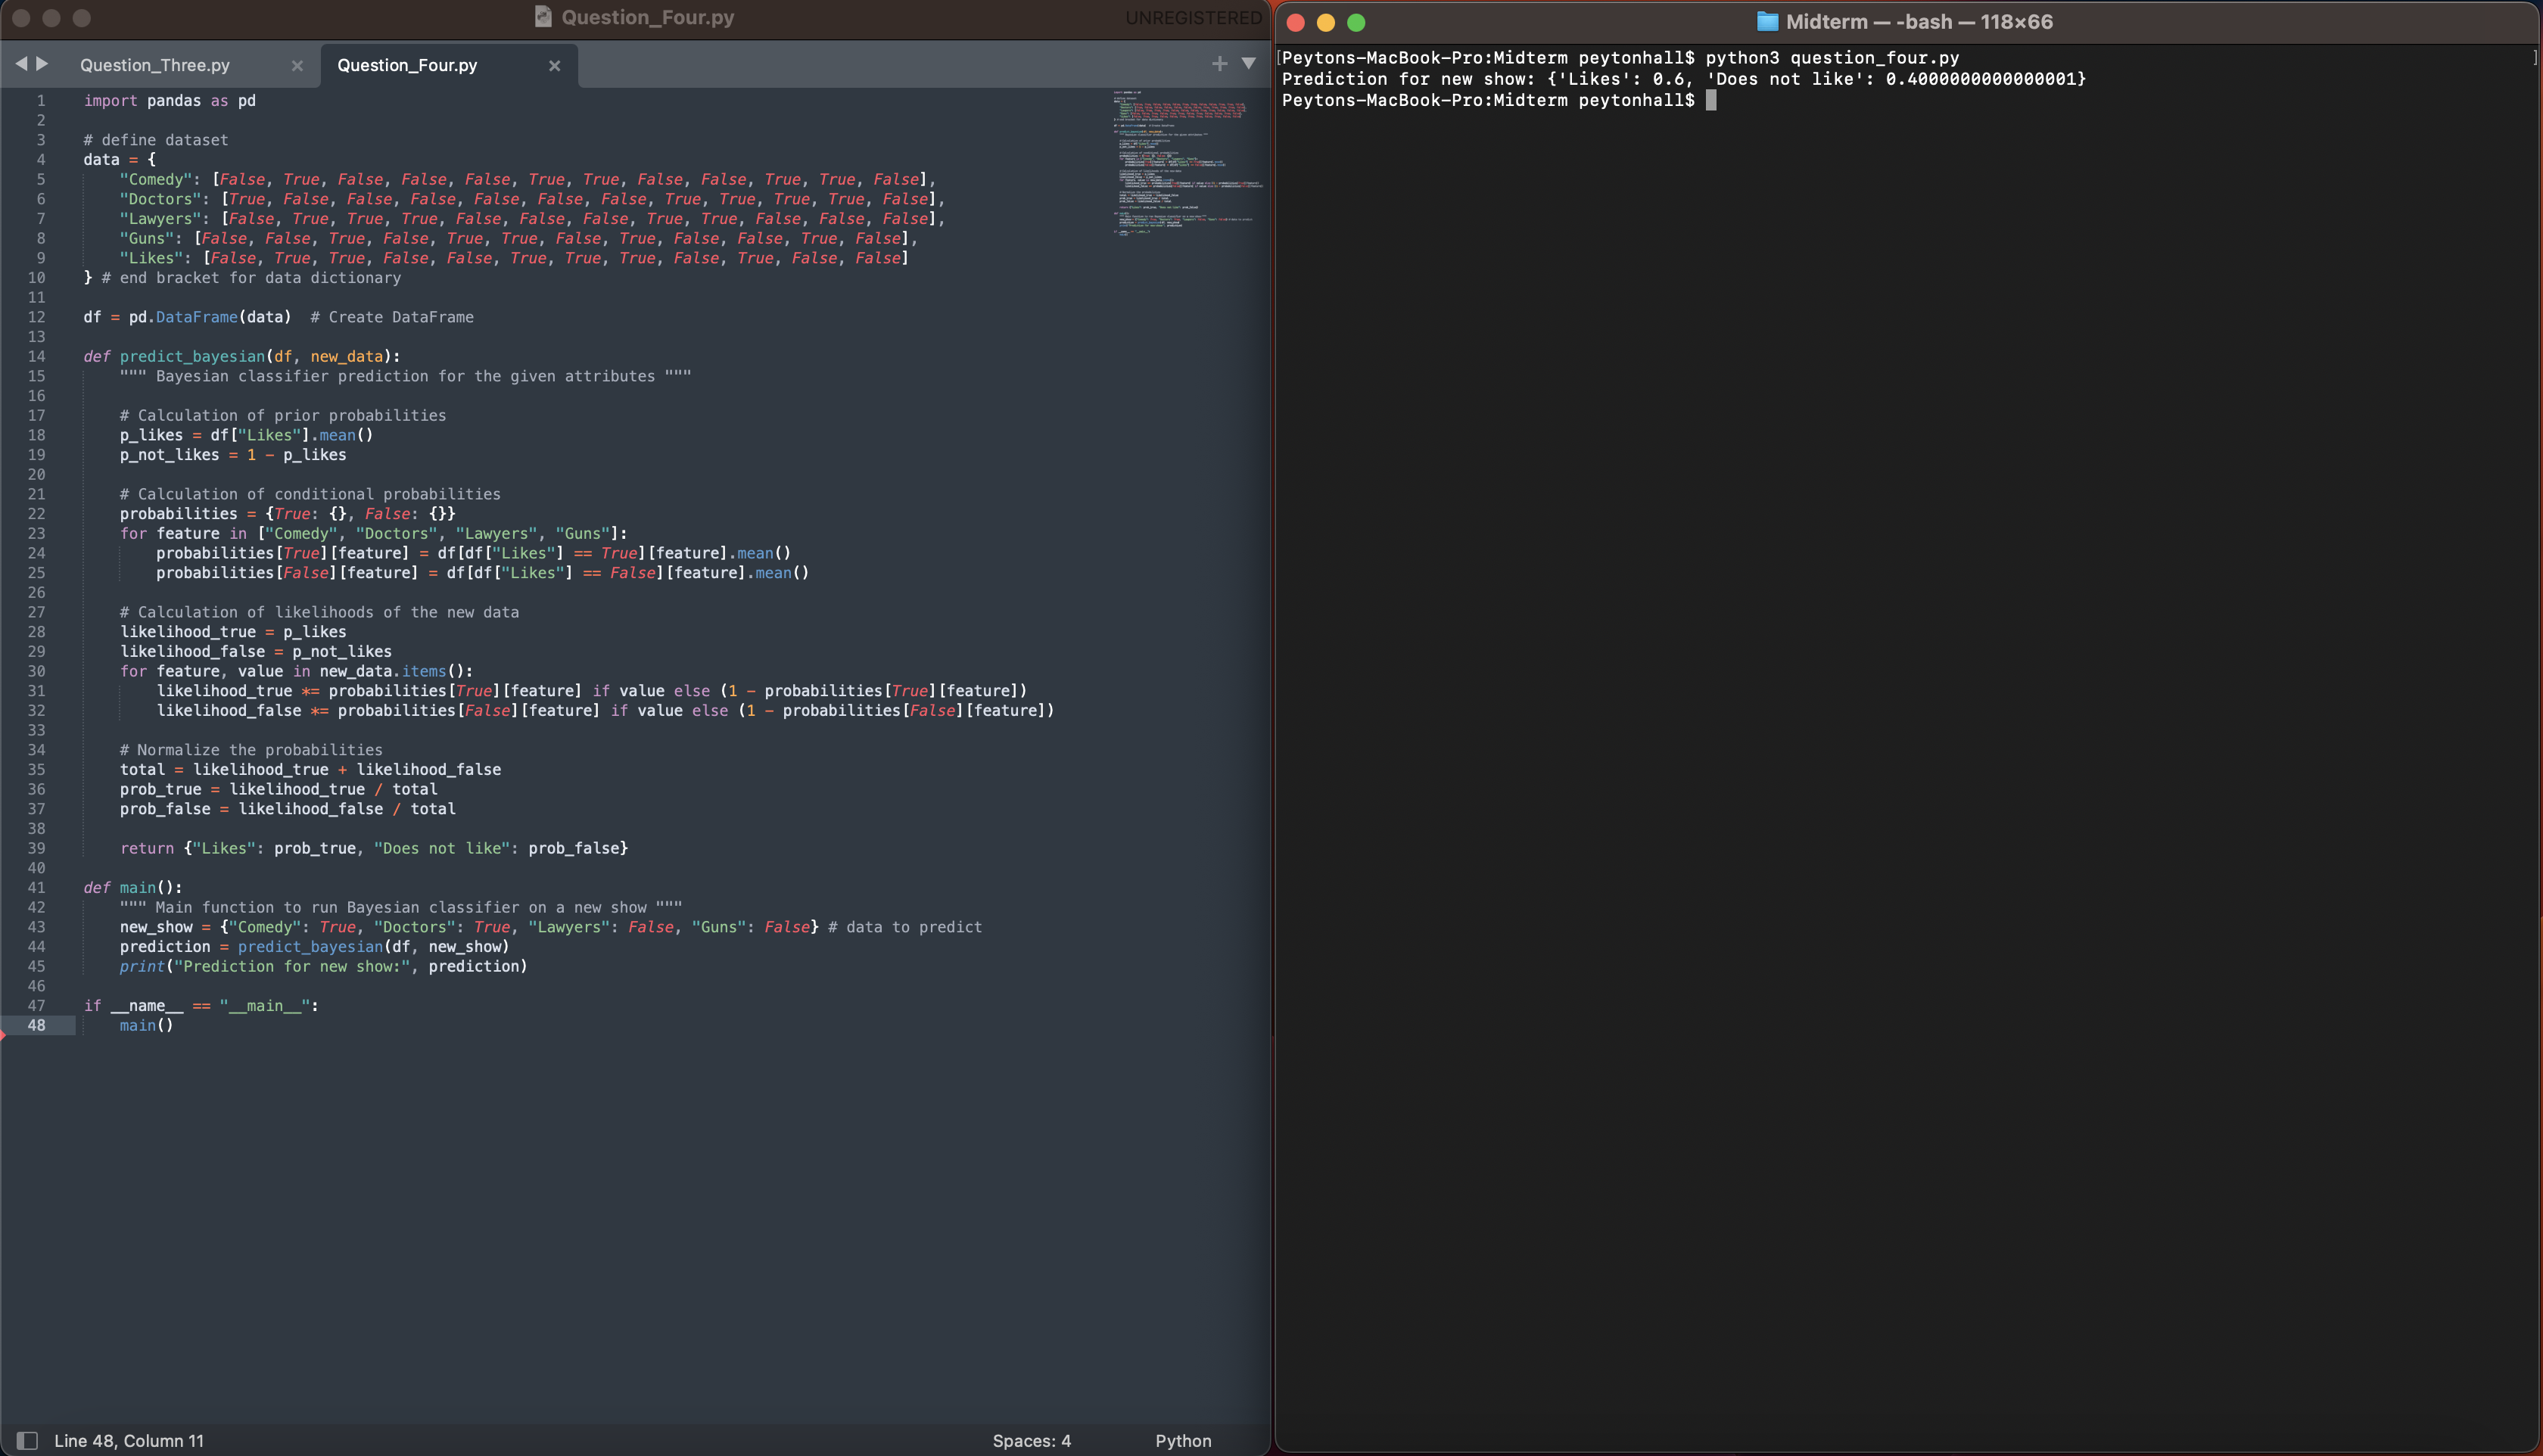 Question_Four.py
UNREGISTERED
Question_Three.py
Question_Four.py
1 import pandas as pd
2
3 # define dataset
4 data = {
5     "Comedy": [False, True, False, False, False, True, True, False, False, True, True, False],
6     "Doctors": [True, False, False, False, False, False, False, True, True, True, True, False],
7     "Lawyers": [False, True, True, True, False, False, False, True, True, False, False, False],
8     "Guns": [False, False, True, False, True, True, False, True, False, False, True, False],
9     "Likes": [False, True, True, False, False, True, True, True, False, True, False, False]
10 } # end bracket for data dictionary
11
12 df = pd.DataFrame(data)  # Create DataFrame
13
14 def predict_bayesian(df, new_data):
15     """ Bayesian classifier prediction for the given attributes """
16
17     # Calculation of prior probabilities
18     p_likes = df["Likes"].mean()
19     p_not_likes = 1 - p_likes
20
21     # Calculation of conditional probabilities
22     probabilities = {True: {}, False: {}}
23     for feature in ["Comedy", "Doctors", "Lawyers", "Guns"]:
24         probabilities[True][feature] = df[df["Likes"] == True][feature].mean()
25         probabilities[False][feature] = df[df["Likes"] == False][feature].mean()
26
27     # Calculation of likelihoods of the new data
28     likelihood_true = p_likes
29     likelihood_false = p_not_likes
30     for feature, value in new_data.items():
31         likelihood_true *= probabilities[True][feature] if value else (1 - probabilities[True][feature])
32         likelihood_false *= probabilities[False][feature] if value else (1 - probabilities[False][feature])
33
34     # Normalize the probabilities
35     total = likelihood_true + likelihood_false
36     prob_true = likelihood_true / total
37     prob_false = likelihood_false / total
38
39     return {"Likes": prob_true, "Does not like": prob_false}
40
41 def main():
42     """ Main function to run Bayesian classifier on a new show """
43     new_show = {"Comedy": True, "Doctors": True, "Lawyers": False, "Guns": False} # data to predict
44     prediction = predict_bayesian(df, new_show)
45     print("Prediction for new show:", prediction)
46
47 if __name__ == "__main__":
48     main()
Line 48, Column 11
Spaces: 4
Python
Midterm — -bash — 118×66
[Peytons-MacBook-Pro:Midterm peytonhall$ python3 question_four.py ]
Prediction for new show: {'Likes': 0.6, 'Does not like': 0.4000000000000001}
Peytons-MacBook-Pro:Midterm peytonhall$